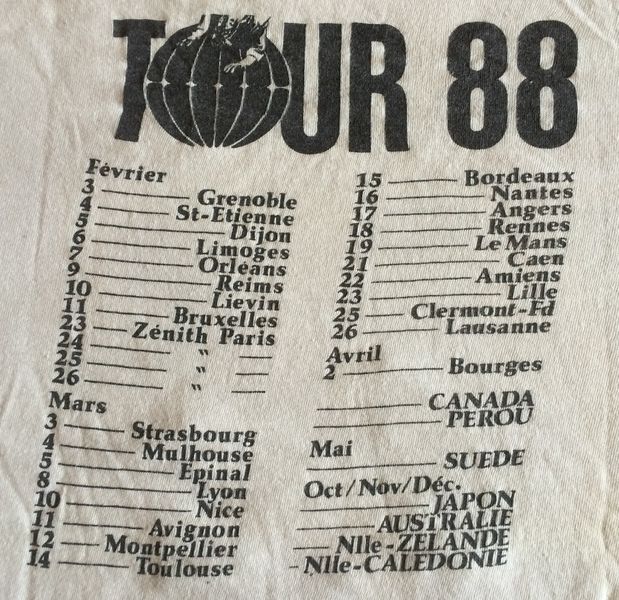 TOUR 88
Février
3 Grenoble
4 St-Etienne
5 Dijon
6 Limoges
7 Orléans
9 Reims
10 Lievin
11 Bruxelles
23 Zénith Paris
24 "
25 "
26 "
Mars
3 Strasbourg
4 Mulhouse
5 Epinal
8 Lyon
10 Nice
11 Avignon
12 Montpellier
14 Toulouse
15 Bordeaux
16 Nantes
17 Angers
18 Rennes
19 Le Mans
21 Caen
22 Amiens
23 Lille
25 Clermont-Fd
26 Lausanne
Avril
2 Bourges
CANADA
PEROU
Mai
SUEDE
Oct/Nov/Déc.
JAPON
AUSTRALIE
Nlle-ZELANDE
Nlle-CALEDONIE